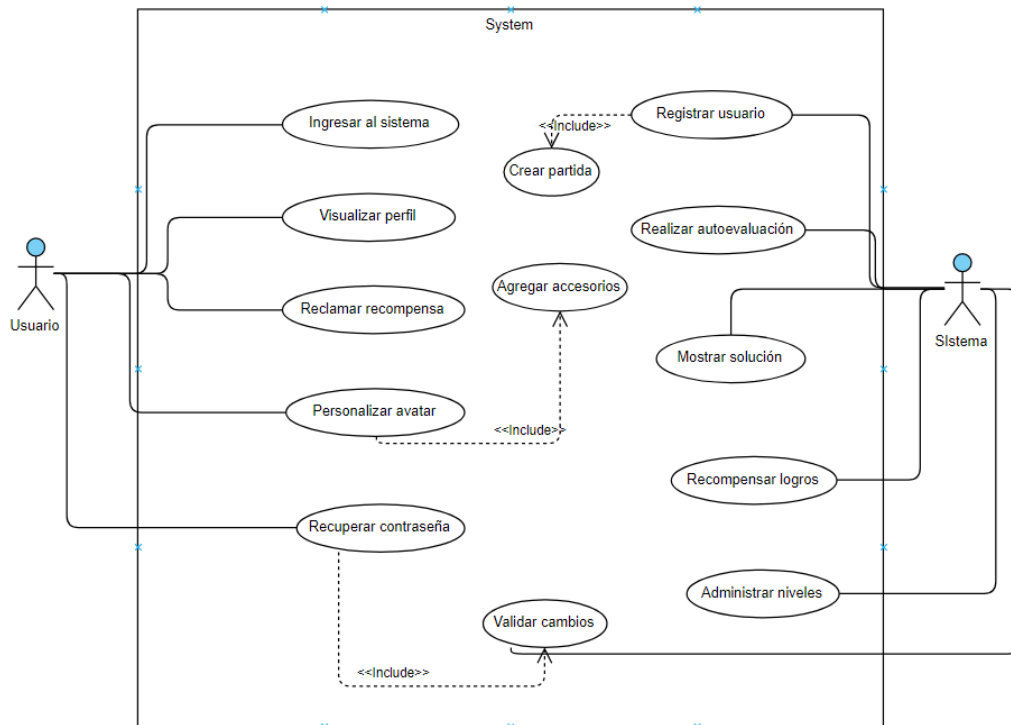 System
Ingresar al sistema
Registrar usuario
<<Include>>
Crear partida
Visualizar perfil
Realizar autoevaluación
Agregar accesorios
Reclamar recompensa
Usuario
SIstema
Mostrar solución
Personalizar avatar
<<Include>>
Recompensar logros
Recuperar contraseña
Administrar niveles
Validar cambios
<<Include>>